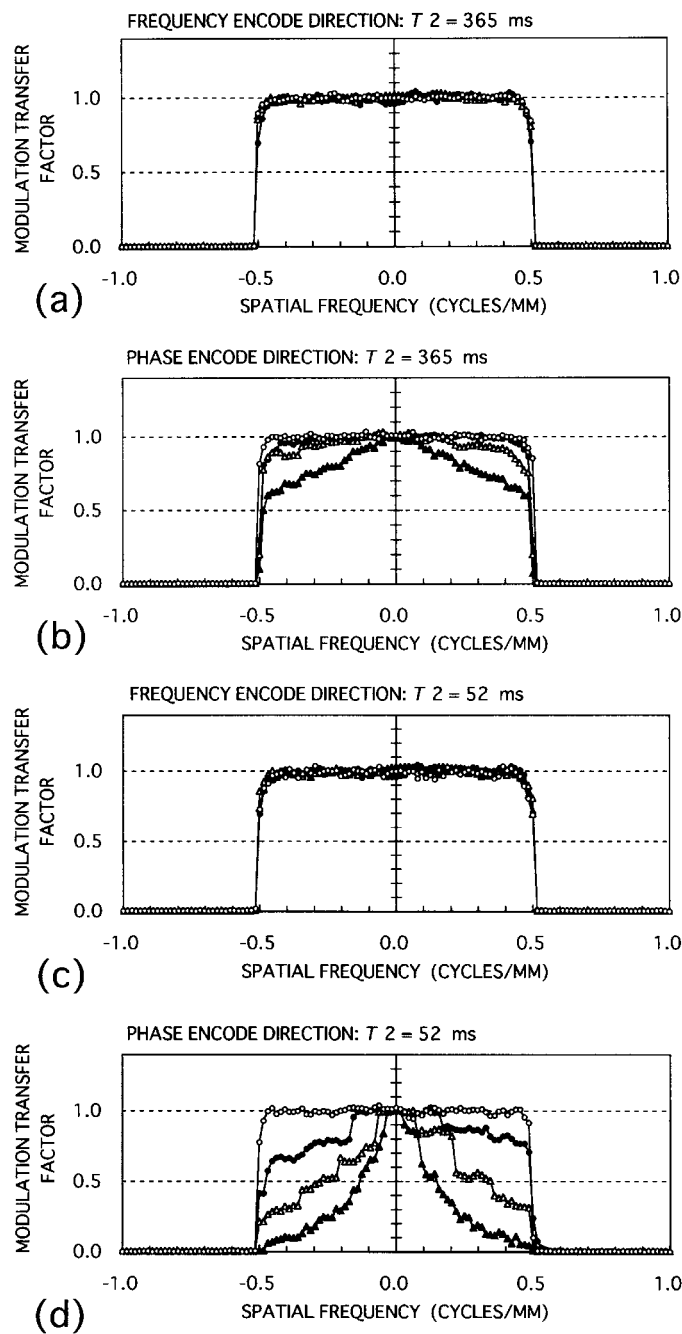 FREQUENCY ENCODE DIRECTION: T 2 = 365 ms
MODULATION TRANSFER
FACTOR
1.0
0.5
0.0
-1.0 -0.5 0.0 0.5 1.0
SPATIAL FREQUENCY (CYCLES/MM)
(a)
PHASE ENCODE DIRECTION: T 2 = 365 ms
MODULATION TRANSFER
FACTOR
1.0
0.5
0.0
-1.0 -0.5 0.0 0.5 1.0
SPATIAL FREQUENCY (CYCLES/MM)
(b)
FREQUENCY ENCODE DIRECTION: T 2 = 52 ms
MODULATION TRANSFER
FACTOR
1.0
0.5
0.0
-1.0 -0.5 0.0 0.5 1.0
SPATIAL FREQUENCY (CYCLES/MM)
(c)
PHASE ENCODE DIRECTION: T 2 = 52 ms
MODULATION TRANSFER
FACTOR
1.0
0.5
0.0
-1.0 -0.5 0.0 0.5 1.0
SPATIAL FREQUENCY (CYCLES/MM)
(d)